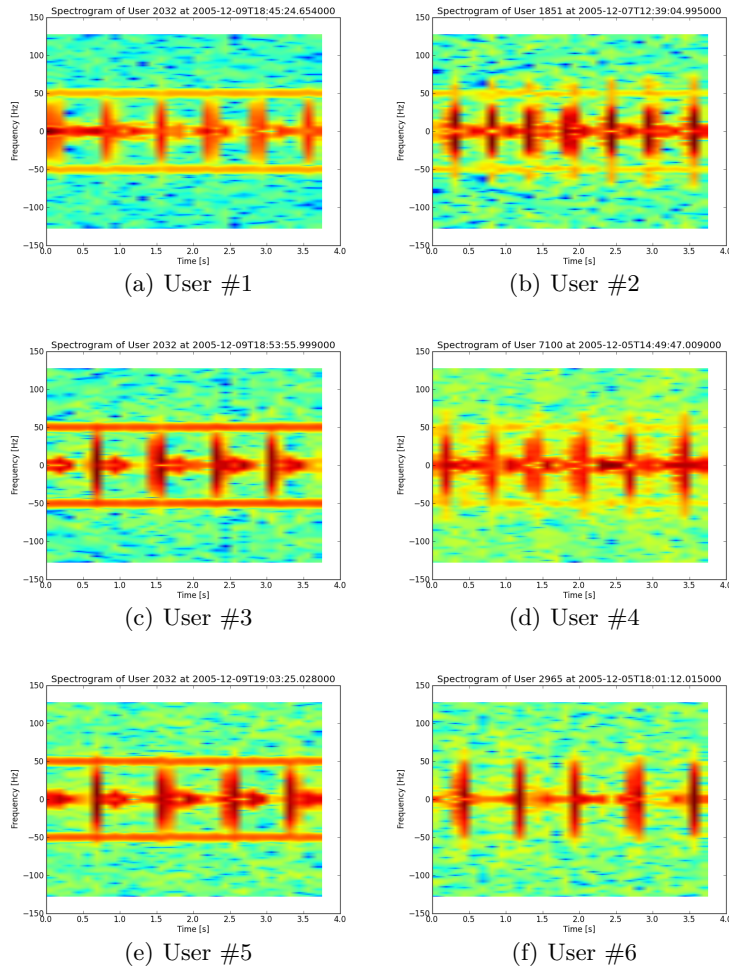 Spectrogram of User 2032 at 2005-12-09T18:45:24.654000
150
100
50
0
−50
−100
−150
Frequency [Hz]
0.0 0.5 1.0 1.5 2.0 2.5 3.0 3.5 4.0
Time [s]
(a) User #1
Spectrogram of User 1851 at 2005-12-07T12:39:04.995000
150
100
50
0
−50
−100
−150
Frequency [Hz]
0.0 0.5 1.0 1.5 2.0 2.5 3.0 3.5 4.0
Time [s]
(b) User #2
Spectrogram of User 2032 at 2005-12-09T18:53:55.999000
150
100
50
0
−50
−100
−150
Frequency [Hz]
0.0 0.5 1.0 1.5 2.0 2.5 3.0 3.5 4.0
Time [s]
(c) User #3
Spectrogram of User 7100 at 2005-12-05T14:49:47.009000
150
100
50
0
−50
−100
−150
Frequency [Hz]
0.0 0.5 1.0 1.5 2.0 2.5 3.0 3.5 4.0
Time [s]
(d) User #4
Spectrogram of User 2032 at 2005-12-09T19:03:25.028000
150
100
50
0
−50
−100
−150
Frequency [Hz]
0.0 0.5 1.0 1.5 2.0 2.5 3.0 3.5 4.0
Time [s]
(e) User #5
Spectrogram of User 2965 at 2005-12-05T18:01:12.015000
150
100
50
0
−50
−100
−150
Frequency [Hz]
0.0 0.5 1.0 1.5 2.0 2.5 3.0 3.5 4.0
Time [s]
(f) User #6